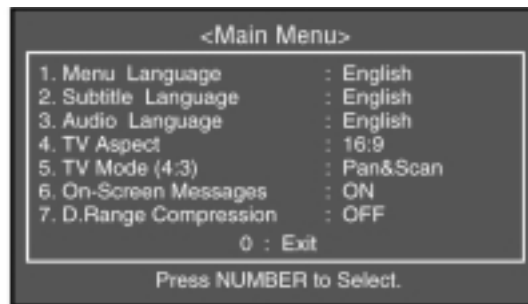 <Main Menu>
1. Menu Language : English
2. Subtitle Language : English
3. Audio Language : English
4. TV Aspect : 16:9
5. TV Mode (4:3) : Pan&Scan
6. On-Screen Messages : ON
7. D.Range Compression : OFF
0 : Exit
Press NUMBER to Select.